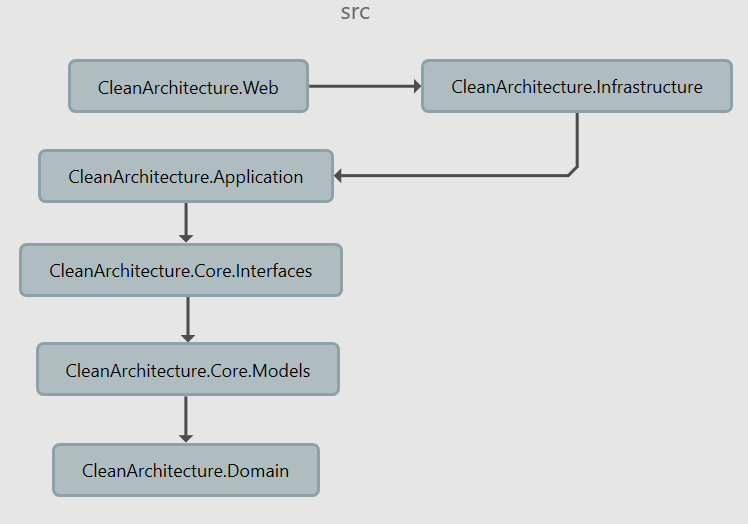 src
CleanArchitecture.Web
CleanArchitecture.Infrastructure
CleanArchitecture.Application
CleanArchitecture.Core.Interfaces
CleanArchitecture.Core.Models
CleanArchitecture.Domain